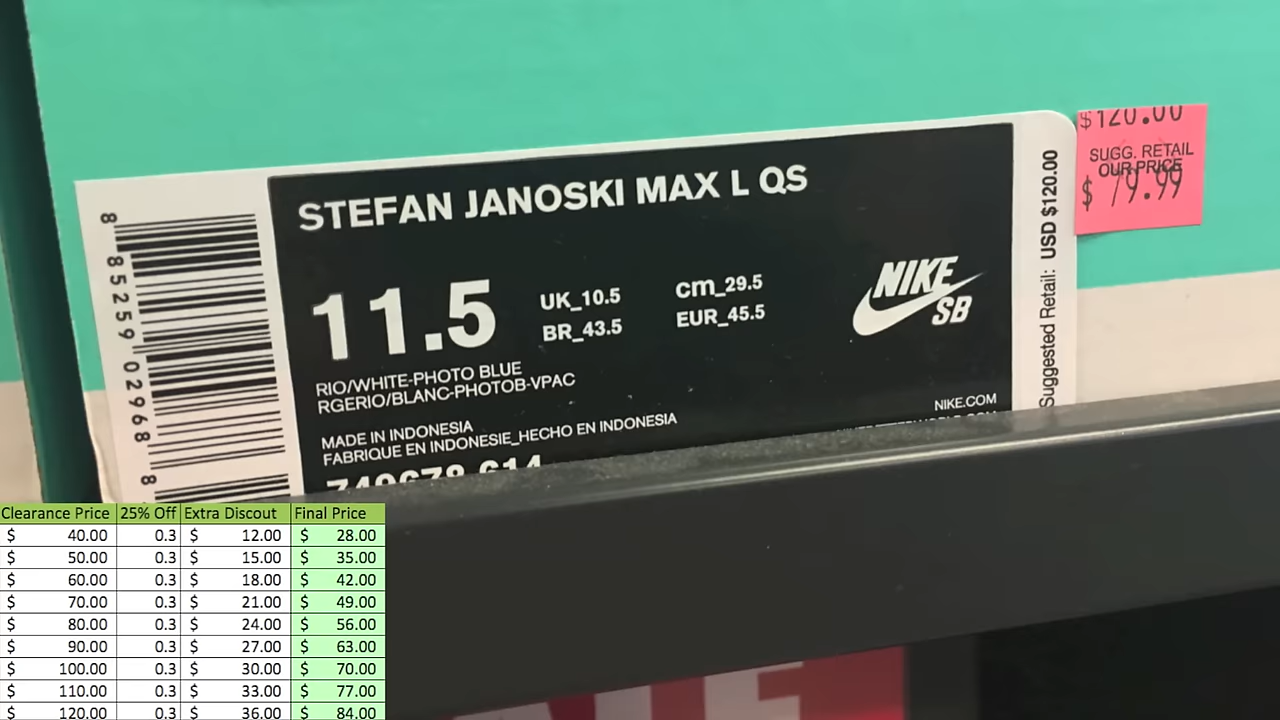 $120.00
SUGG. RETAIL
OUR PRICE
$ 79.99
8 85259 02968 8
STEFAN JANOSKI MAX L QS
11.5
UK_10.5
cm_29.5
BR_43.5
EUR_45.5
NIKE
SB
RIO/WHITE-PHOTO BLUE
RGERIO/BLANC-PHOTOB-VPAC
MADE IN INDONESIA
FABRIQUE EN INDONESIE_HECHO EN INDONESIA
NIKE.COM
Suggested Retail: USD $120.00
Clearance Price 25% Off Extra Discout Final Price
$ 40.00 0.3 $ 12.00 $ 28.00
$ 50.00 0.3 $ 15.00 $ 35.00
$ 60.00 0.3 $ 18.00 $ 42.00
$ 70.00 0.3 $ 21.00 $ 49.00
$ 80.00 0.3 $ 24.00 $ 56.00
$ 90.00 0.3 $ 27.00 $ 63.00
$ 100.00 0.3 $ 30.00 $ 70.00
$ 110.00 0.3 $ 33.00 $ 77.00
$ 120.00 0.3 $ 36.00 $ 84.00